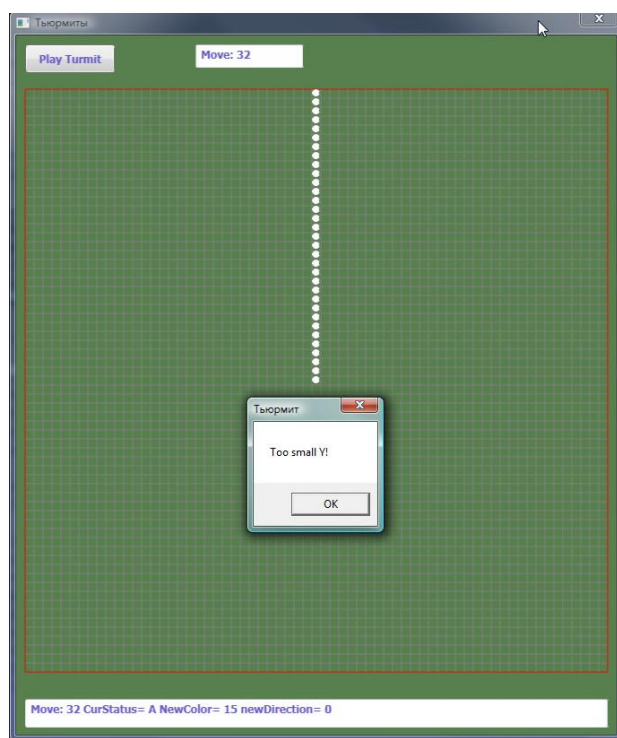 Тьюрмиты
Play Turmit
Move: 32
Тьюрмит
Too small Y!
OK
Move: 32 CurStatus= A NewColor= 15 newDirection= 0